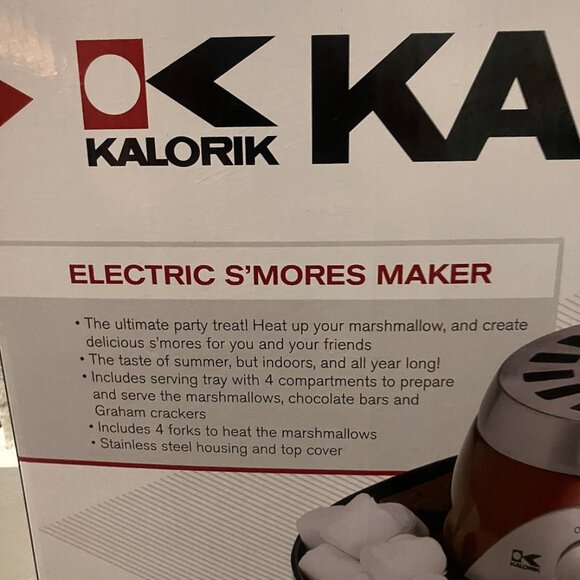 KALORIK KA
ELECTRIC S'MORES MAKER
• The ultimate party treat! Heat up your marshmallow, and create
delicious s'mores for you and your friends
• The taste of summer, but indoors, and all year long!
• Includes serving tray with 4 compartments to prepare
and serve the marshmallows, chocolate bars and
Graham crackers
• Includes 4 forks to heat the marshmallows
• Stainless steel housing and top cover
KALORIK